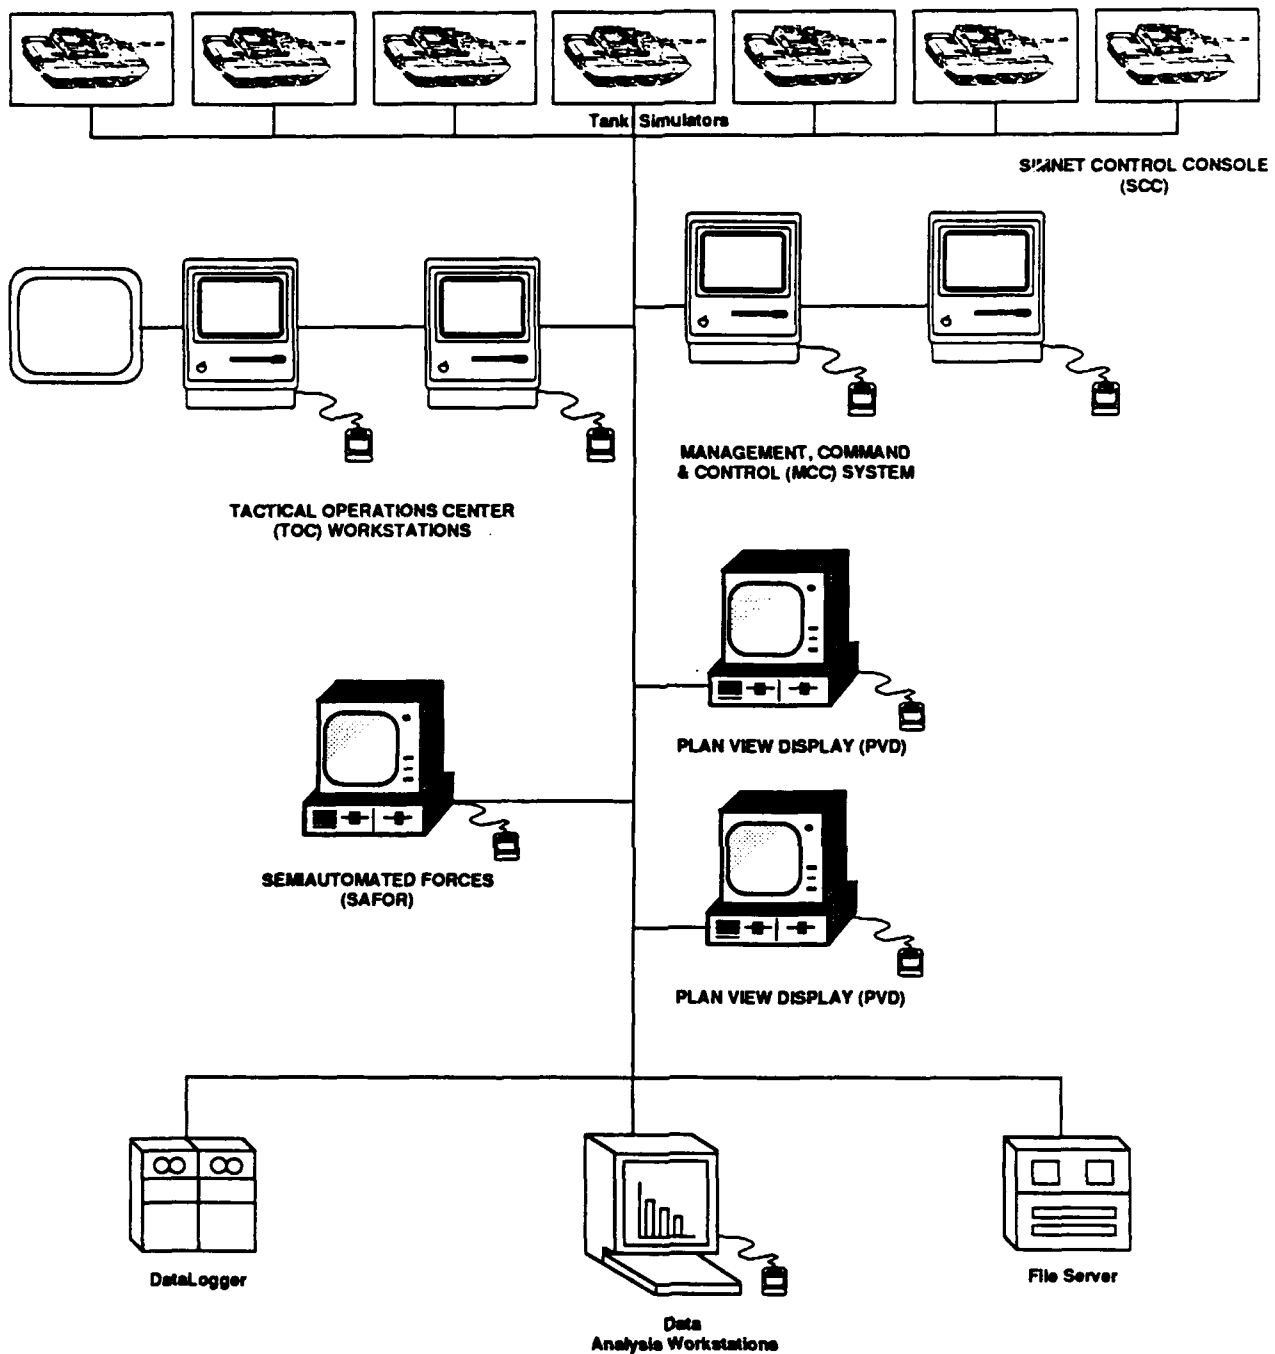 Tank Simulators
SIMNET CONTROL CONSOLE
(SCC)
MANAGEMENT, COMMAND
& CONTROL (MCC) SYSTEM
TACTICAL OPERATIONS CENTER
(TOC) WORKSTATIONS
PLAN VIEW DISPLAY (PVD)
SEMIAUTOMATED FORCES
(SAFOR)
PLAN VIEW DISPLAY (PVD)
DataLogger
File Server
Data
Analysis Workstations